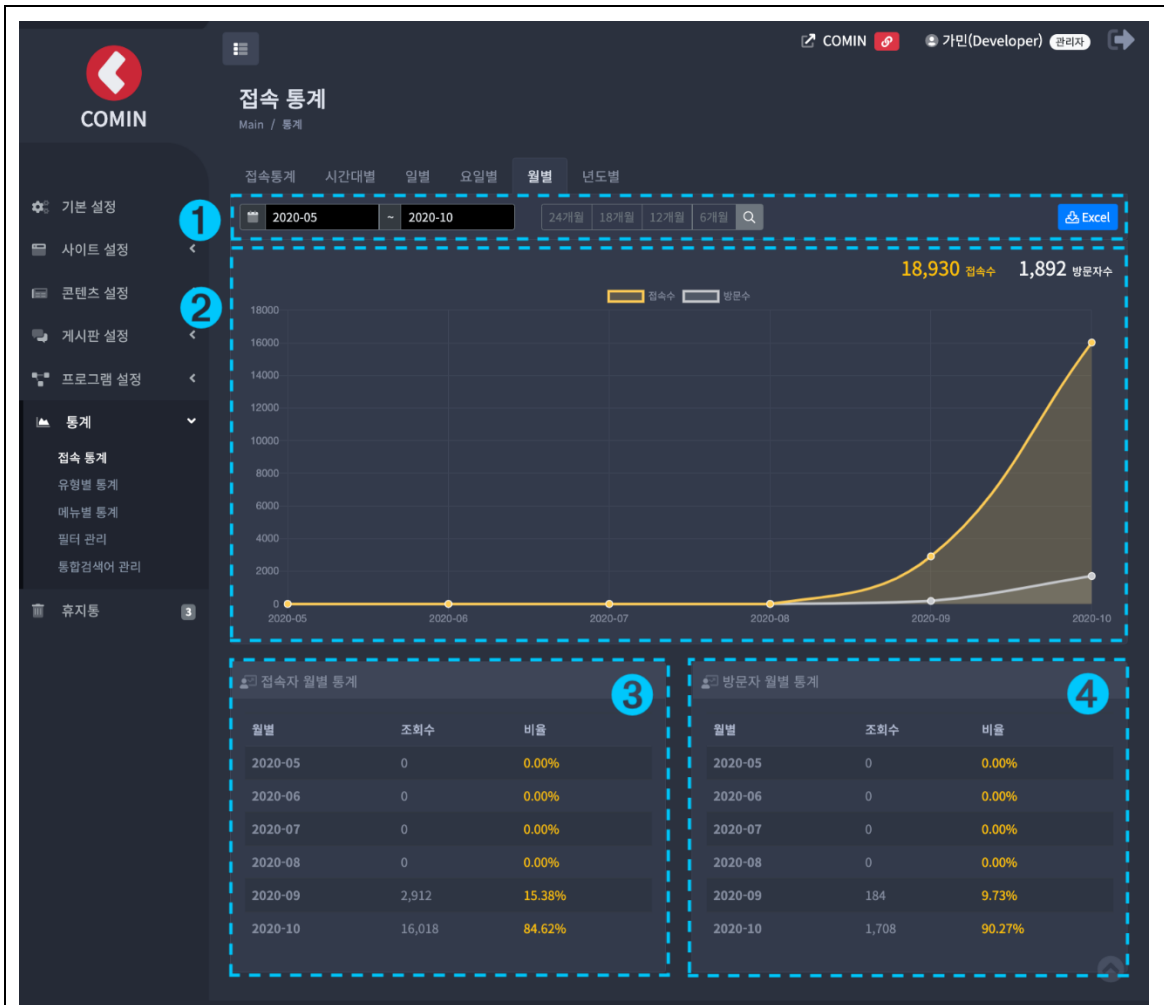 COMIN 가민(Developer) 관리자
COMIN
접속 통계
Main / 통계
접속통계 시간대별 일별 요일별 월별 년도별
기본 설정
사이트 설정
콘텐츠 설정
게시판 설정
프로그램 설정
통계
접속 통계
유형별 통계
메뉴별 통계
필터 관리
통합검색어 관리
휴지통 3
1
2020-05 ~ 2020-10 24개월 18개월 12개월 6개월 Excel
2
18,930 접속수 1,892 방문자수
접속수 방문수
18000
16000
14000
12000
10000
8000
6000
4000
2000
0
2020-05 2020-06 2020-07 2020-08 2020-09 2020-10
접속자 월별 통계
3
월별 조회수 비율
2020-05 0 0.00%
2020-06 0 0.00%
2020-07 0 0.00%
2020-08 0 0.00%
2020-09 2,912 15.38%
2020-10 16,018 84.62%
방문자 월별 통계
4
월별 조회수 비율
2020-05 0 0.00%
2020-06 0 0.00%
2020-07 0 0.00%
2020-08 0 0.00%
2020-09 184 9.73%
2020-10 1,708 90.27%